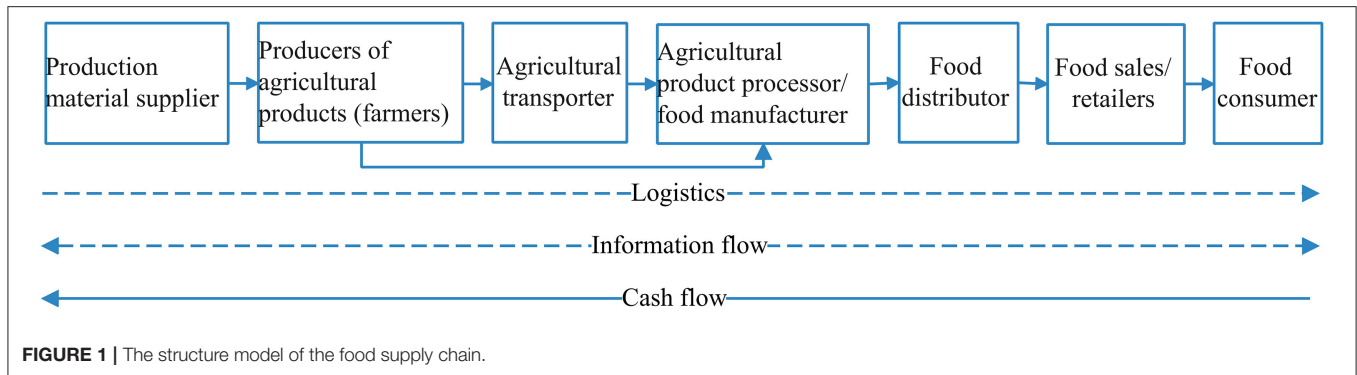 Production
material supplier
Producers of
agricultural
products (farmers)
Agricultural
transporter
Agricultural
product processor/
food manufacturer
Food
distributor
Food sales/
retailers
Food
consumer
Logistics
Information flow
Cash flow
FIGURE 1 | The structure model of the food supply chain.